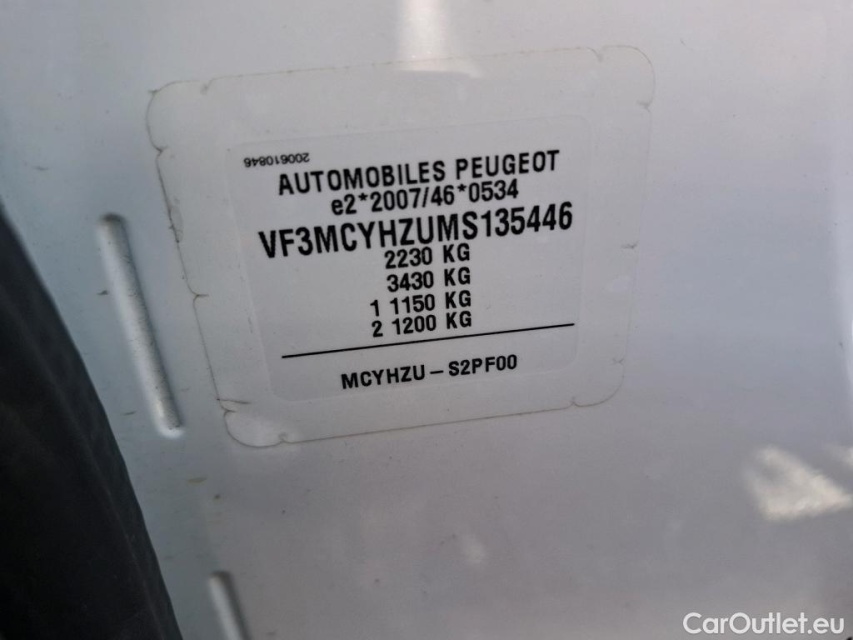 200610846
AUTOMOBILES PEUGEOT
e2*2007/46*0534
VF3MCYHZUMS135446
2230 KG
3430 KG
1 1150 KG
2 1200 KG
MCYHZU - S2PF00
CarOutlet.eu